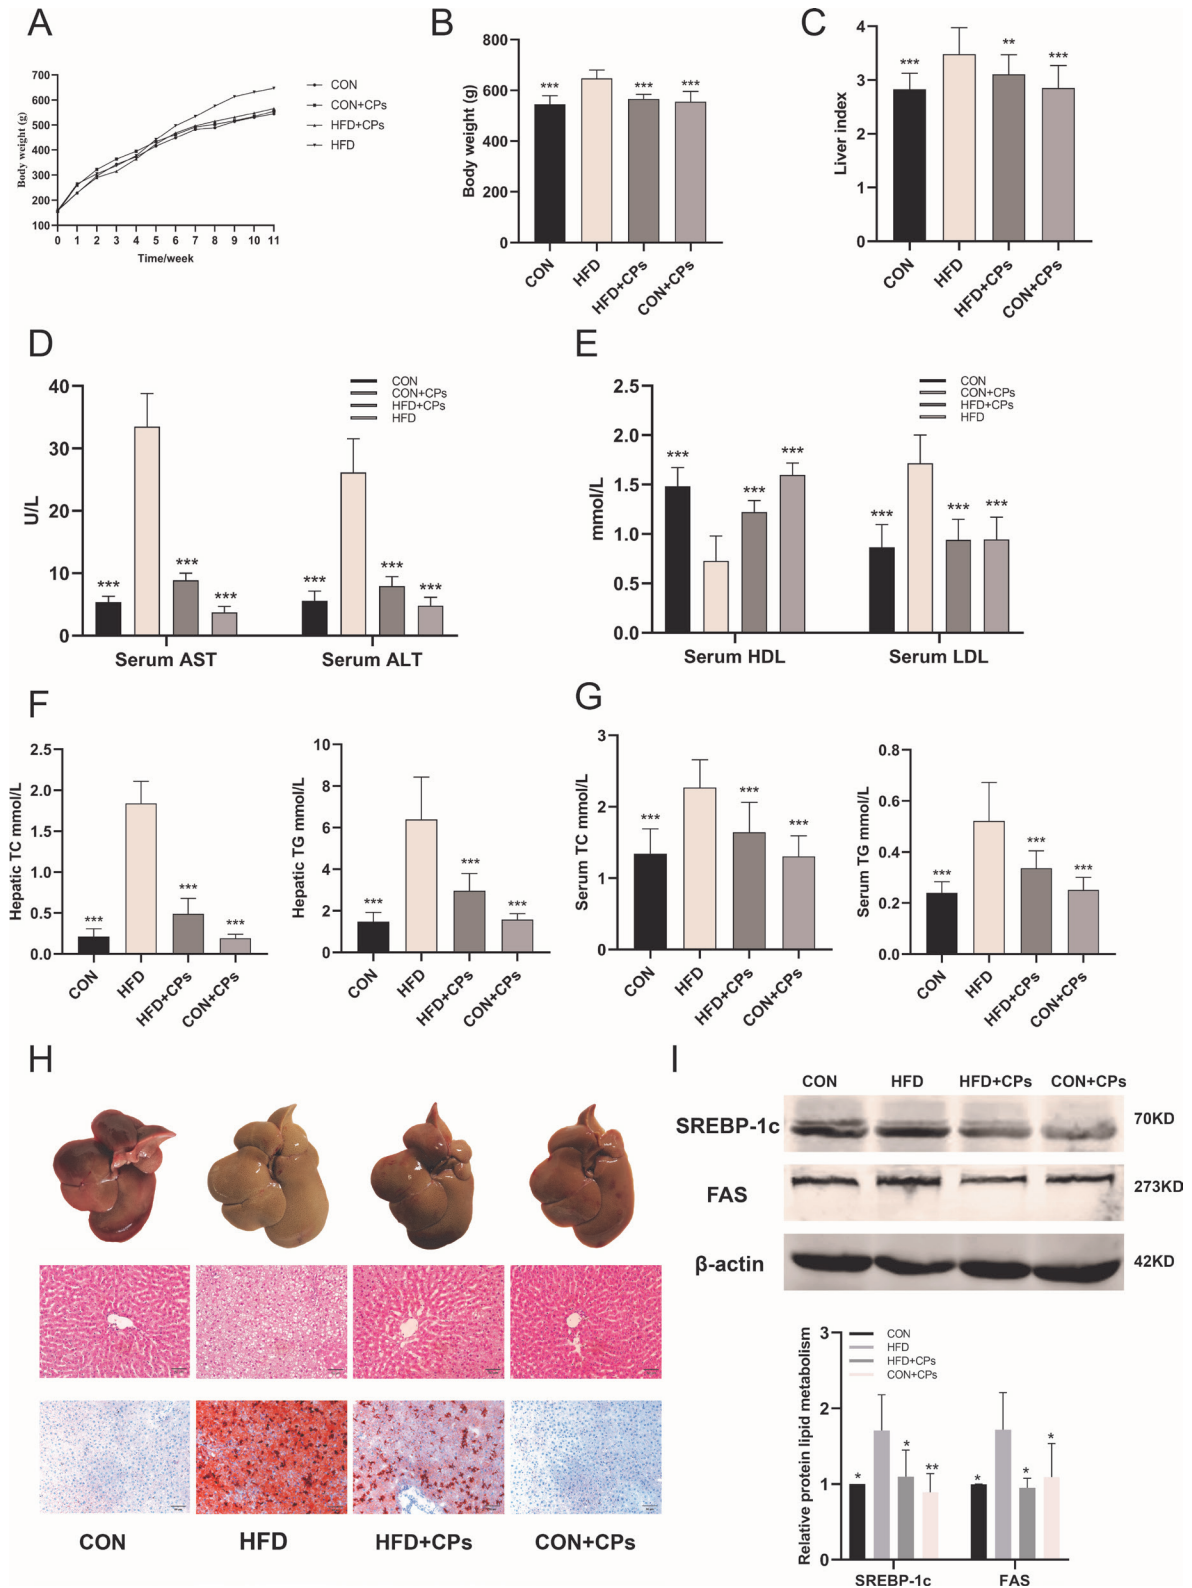 A
Body weight (g)
700
600
500
400
300
200
100
0 1 2 3 4 5 6 7 8 9 10 11
Time/week
CON
CON+CPs
HFD+CPs
HFD
B
Body weight (g)
800
600
400
200
0
***
*** ***
CON HFD HFD+CPs CON+CPs
C
Liver index
4
3
2
1
0
*** ** ***
CON HFD HFD+CPs CON+CPs
D
U/L
40
30
20
10
0
CON
CON+CPs
HFD+CPs
HFD
*** *** *** *** *** ***
Serum AST Serum ALT
E
mmol/L
2.5
2.0
1.5
1.0
0.5
0.0
CON
CON+CPs
HFD+CPs
HFD
*** *** *** *** *** ***
Serum HDL Serum LDL
F
Hepatic TC mmol/L
2.5
2.0
1.5
1.0
0.5
0.0
*** *** ***
CON HFD HFD+CPs CON+CPs
Hepatic TG mmol/L
10
8
6
4
2
0
*** *** ***
CON HFD HFD+CPs CON+CPs
G
Serum TC mmol/L
3
2
1
0
*** *** ***
CON HFD HFD+CPs CON+CPs
Serum TG mmol/L
0.8
0.6
0.4
0.2
0.0
*** *** ***
CON HFD HFD+CPs CON+CPs
H
CON HFD HFD+CPs CON+CPs
I
CON HFD HFD+CPs CON+CPs
SREBP-1c 70KD
FAS 273KD
β-actin 42KD
Relative protein lipid metabolism
3
2
1
0
CON
HFD
HFD+CPs
CON+CPs
* * ** * * *
SREBP-1c FAS